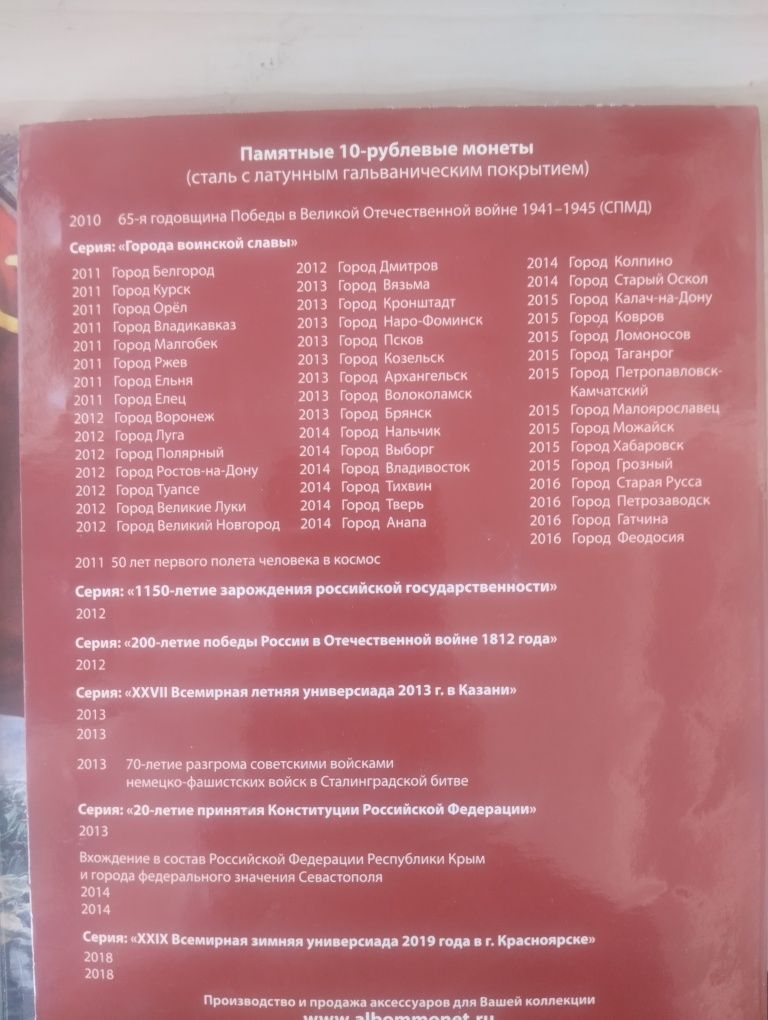 Памятные 10-рублевые монеты
(сталь с латунным гальваническим покрытием)
2010 65-я годовщина Победы в Великой Отечественной войне 1941–1945 (СПМД)
Серия: «Города воинской славы»
2011 Город Белгород
2011 Город Курск
2011 Город Орёл
2011 Город Владикавказ
2011 Город Малгобек
2011 Город Ржев
2011 Город Ельня
2011 Город Елец
2012 Город Воронеж
2012 Город Луга
2012 Город Полярный
2012 Город Ростов-на-Дону
2012 Город Туапсе
2012 Город Великие Луки
2012 Город Великий Новгород
2012 Город Дмитров
2013 Город Вязьма
2013 Город Кронштадт
2013 Город Наро-Фоминск
2013 Город Псков
2013 Город Козельск
2013 Город Архангельск
2013 Город Волоколамск
2013 Город Брянск
2014 Город Нальчик
2014 Город Выборг
2014 Город Владивосток
2014 Город Тихвин
2014 Город Тверь
2014 Город Анапа
2014 Город Колпино
2014 Город Старый Оскол
2015 Город Калач-на-Дону
2015 Город Ковров
2015 Город Ломоносов
2015 Город Таганрог
2015 Город Петропавловск-
Камчатский
2015 Город Малоярославец
2015 Город Можайск
2015 Город Хабаровск
2015 Город Грозный
2016 Город Старая Русса
2016 Город Петрозаводск
2016 Город Гатчина
2016 Город Феодосия
2011 50 лет первого полета человека в космос
Серия: «1150-летие зарождения российской государственности»
2012
Серия: «200-летие победы России в Отечественной войне 1812 года»
2012
Серия: «XXVII Всемирная летняя универсиада 2013 г. в Казани»
2013
2013
2013 70-летие разгрома советскими войсками
немецко-фашистских войск в Сталинградской битве
Серия: «20-летие принятия Конституции Российской Федерации»
2013
Вхождение в состав Российской Федерации Республики Крым
и города федерального значения Севастополя
2014
2014
Серия: «XXIX Всемирная зимняя универсиада 2019 года в г. Красноярске»
2018
2018
Производство и продажа аксессуаров для Вашей коллекции
www.albommonet.ru